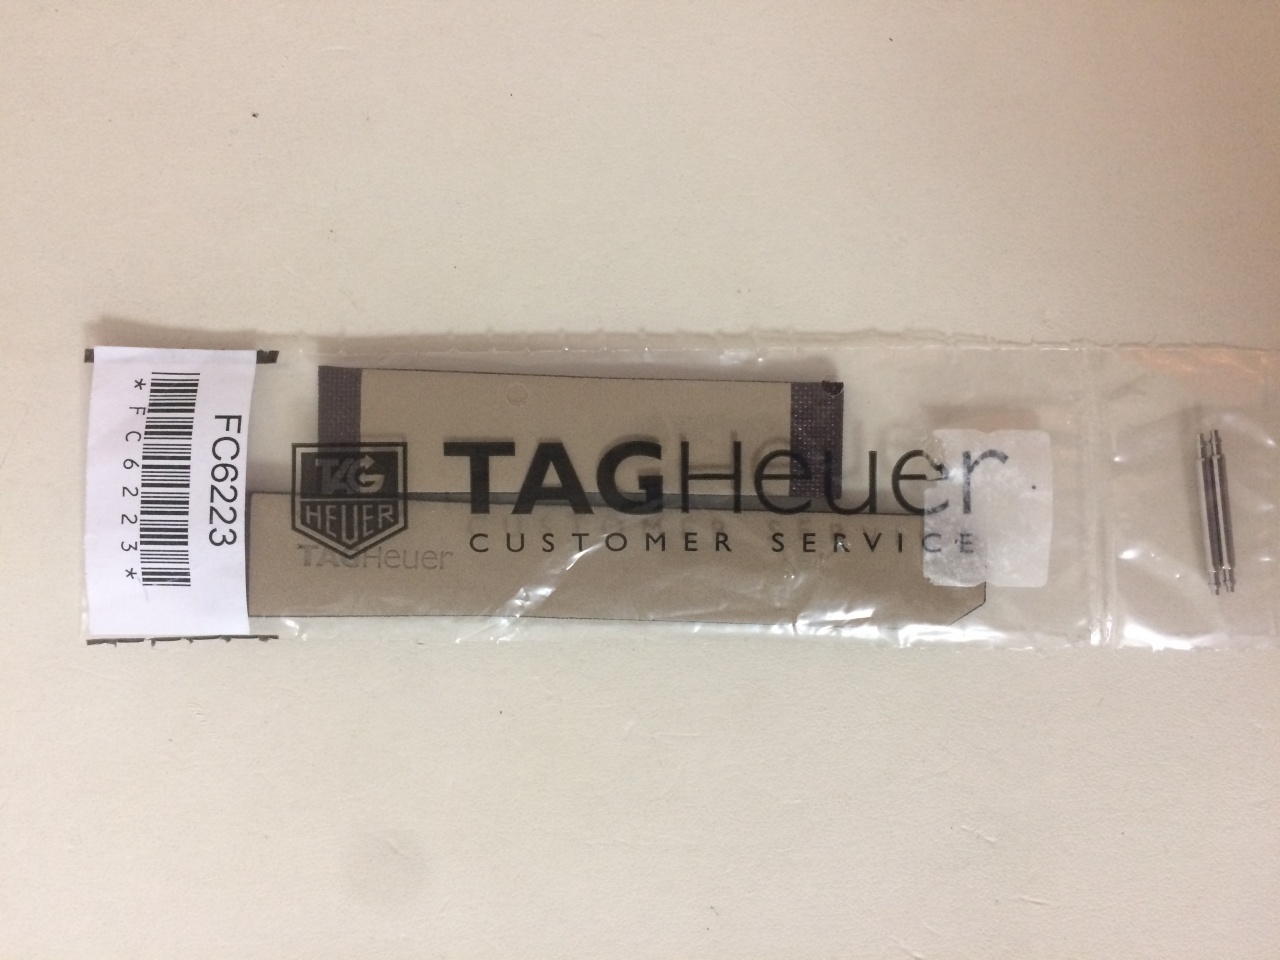 FC6223
*FC6223*
TAG
HEUER
TAGHeuer
CUSTOMER SERVICE
TAGHeuer